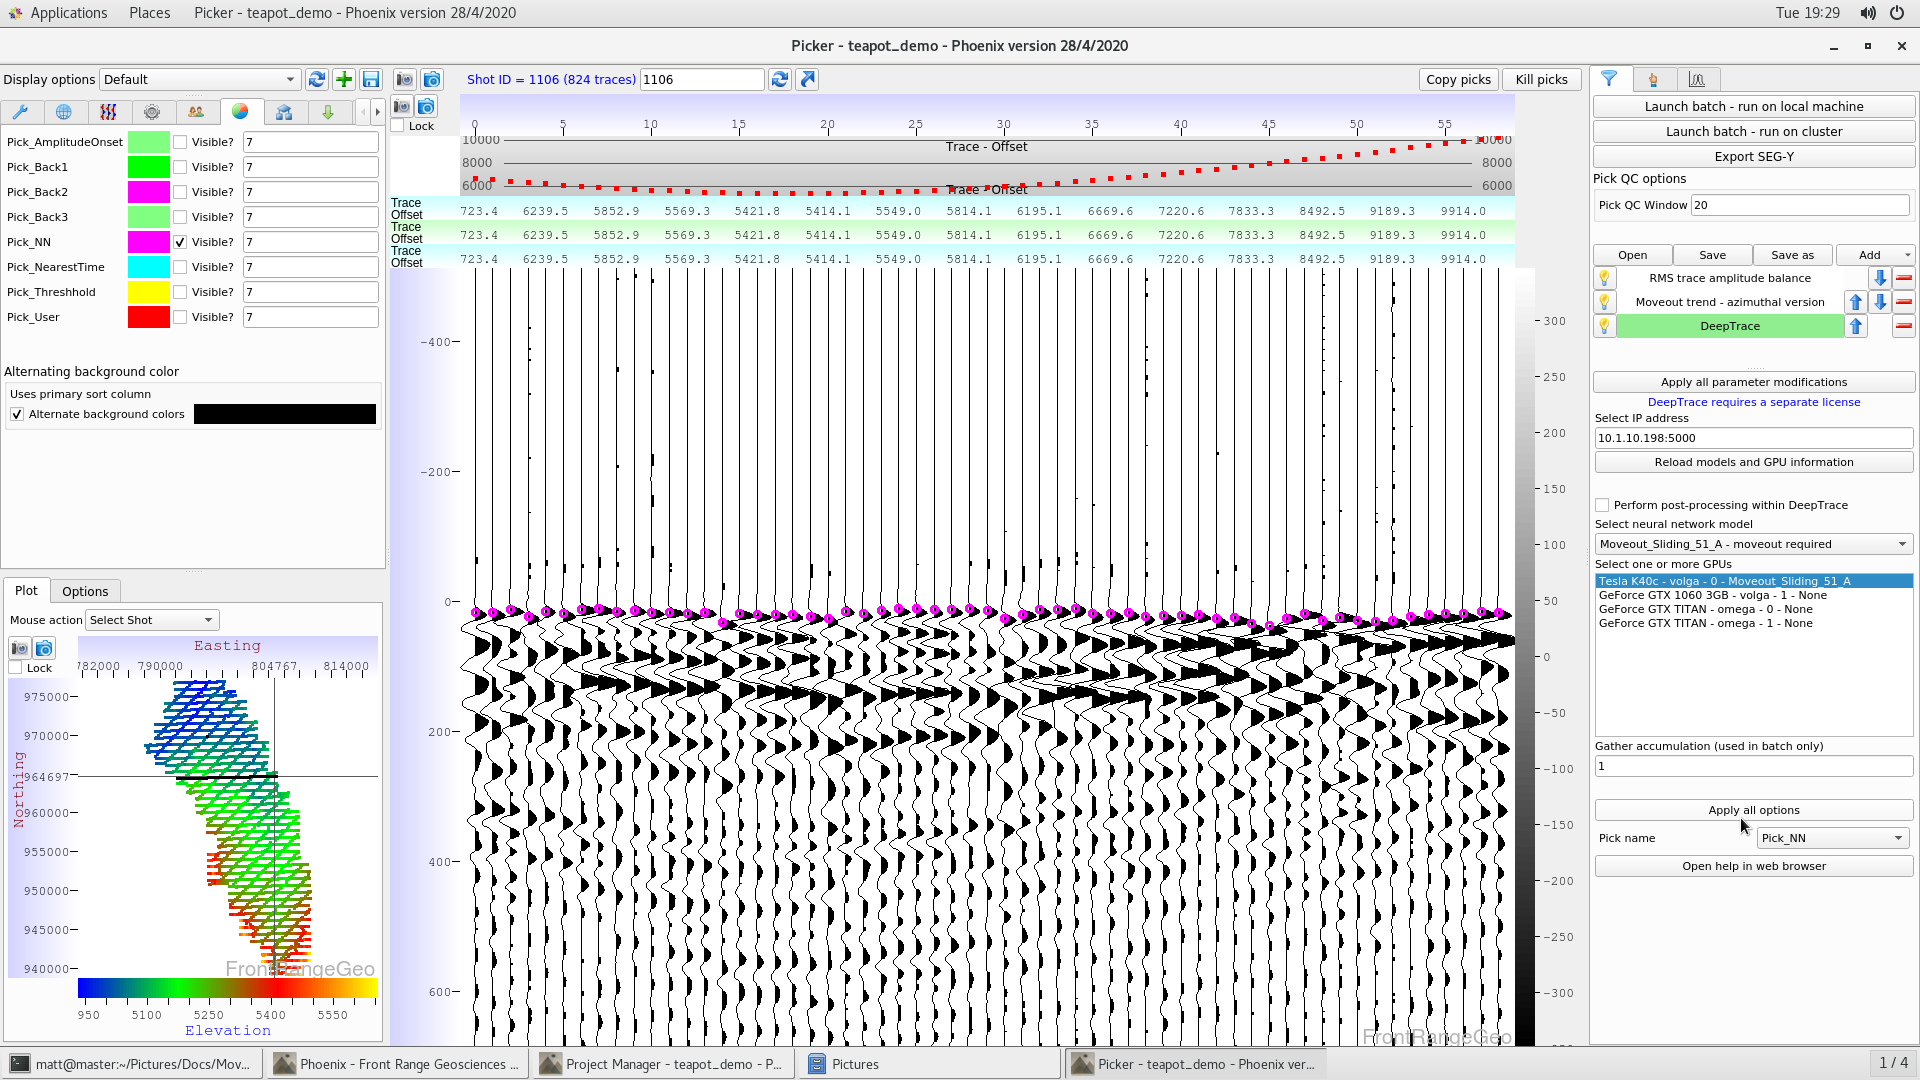 Applications Places Picker - teapot_demo - Phoenix version 28/4/2020 Tue 19:29
Picker - teapot_demo - Phoenix version 28/4/2020
Display options Default
Shot ID = 1106 (824 traces) 1106 Copy picks Kill picks
Lock
Pick_AmplitudeOnset Visible? 7
Pick_Back1 Visible? 7
Pick_Back2 Visible? 7
Pick_Back3 Visible? 7
Pick_NN Visible? 7
Pick_NearestTime Visible? 7
Pick_Threshhold Visible? 7
Pick_User Visible? 7
Alternating background color
Uses primary sort column
Alternate background colors
Plot Options
Mouse action Select Shot
Lock
Easting
782000 790000 804767 814000
Northing
975000
970000
964697
960000
955000
950000
945000
940000
FrontRangeGeo
950 5100 5250 5400 5550
Elevation
0 5 10 15 20 25 30 35 40 45 50 55
10000 Trace - Offset 10000
8000 8000
6000 Trace - Offset 6000
Trace
Offset 723.4 6239.5 5852.9 5569.3 5421.8 5414.1 5549.0 5814.1 6195.1 6669.6 7220.6 7833.3 8492.5 9189.3 9914.0
Trace
Offset 723.4 6239.5 5852.9 5569.3 5421.8 5414.1 5549.0 5814.1 6195.1 6669.6 7220.6 7833.3 8492.5 9189.3 9914.0
Trace
Offset 723.4 6239.5 5852.9 5569.3 5421.8 5414.1 5549.0 5814.1 6195.1 6669.6 7220.6 7833.3 8492.5 9189.3 9914.0
-400
-200
0
200
400
600
FrontRangeGeo
300
250
200
150
100
50
0
-50
-100
-150
-200
-250
-300
Launch batch - run on local machine
Launch batch - run on cluster
Export SEG-Y
Pick QC options
Pick QC Window 20
Open Save Save as Add
RMS trace amplitude balance
Moveout trend - azimuthal version
DeepTrace
Apply all parameter modifications
DeepTrace requires a separate license
Select IP address
10.1.10.198:5000
Reload models and GPU information
Perform post-processing within DeepTrace
Select neural network model
Moveout_Sliding_51_A - moveout required
Select one or more GPUs
Tesla K40c - volga - 0 - Moveout_Sliding_51_A
GeForce GTX 1060 3GB - volga - 1 - None
GeForce GTX TITAN - omega - 0 - None
GeForce GTX TITAN - omega - 1 - None
Gather accumulation (used in batch only)
1
Apply all options
Pick name Pick_NN
Open help in web browser
matt@master:~/Pictures/Docs/Mov... Phoenix - Front Range Geosciences ... Project Manager - teapot_demo - P... Pictures Picker - teapot_demo - Phoenix ver... 1 / 4